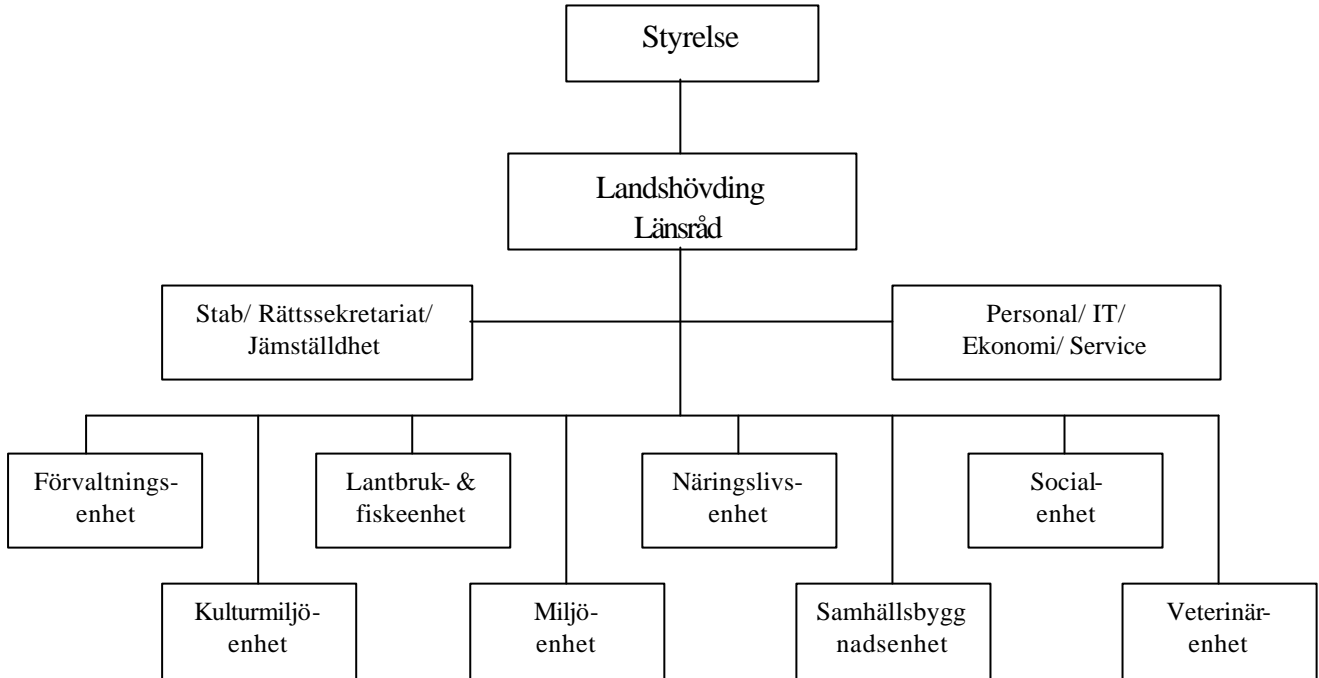 Styrelse
Landshövding
Länsråd
Stab/ Rättssekretariat/
Jämställdhet
Personal/ IT/
Ekonomi/ Service
Förvaltnings-
enhet
Lantbruk- &
fiskeenhet
Näringslivs-
enhet
Social-
enhet
Kulturmiljö-
enhet
Miljö-
enhet
Samhällsbygg
nadsenhet
Veterinär-
enhet